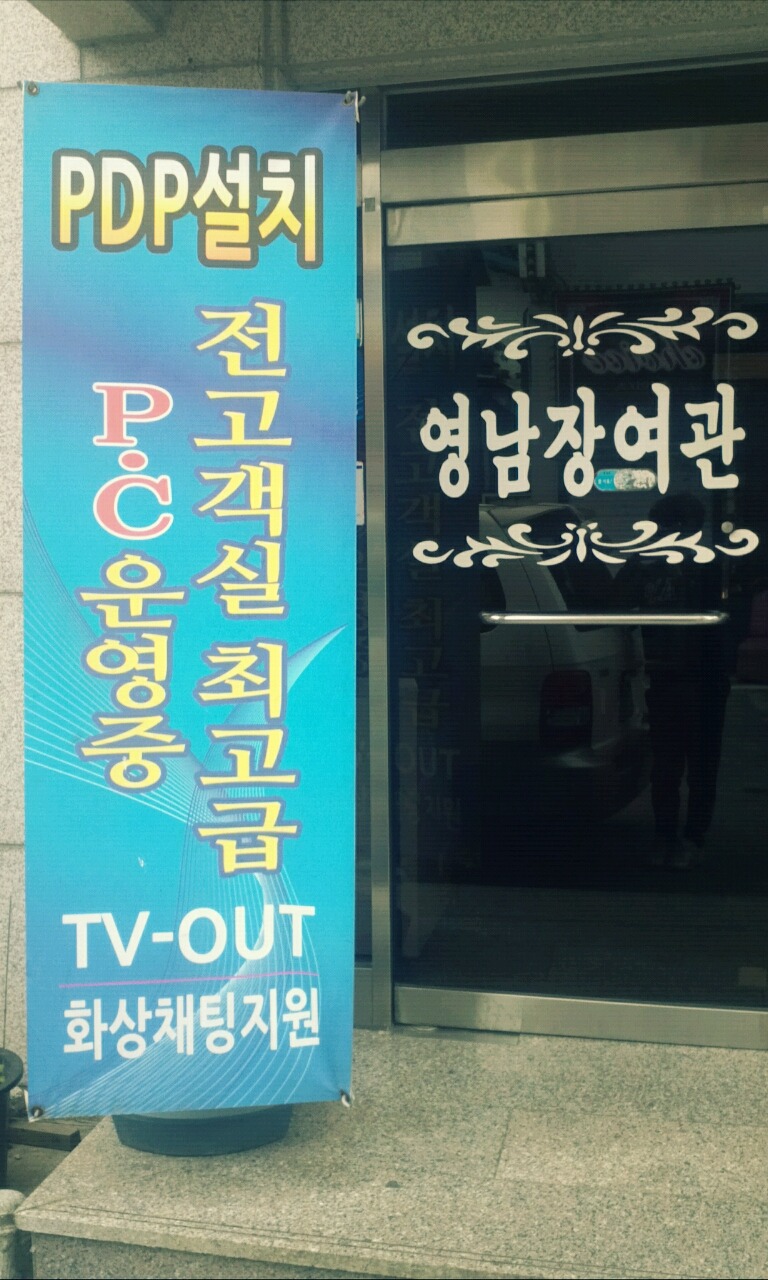 PDP설치
전고객실 최고급
P.C 운영중
TV-OUT
화상채팅지원
영남장여관